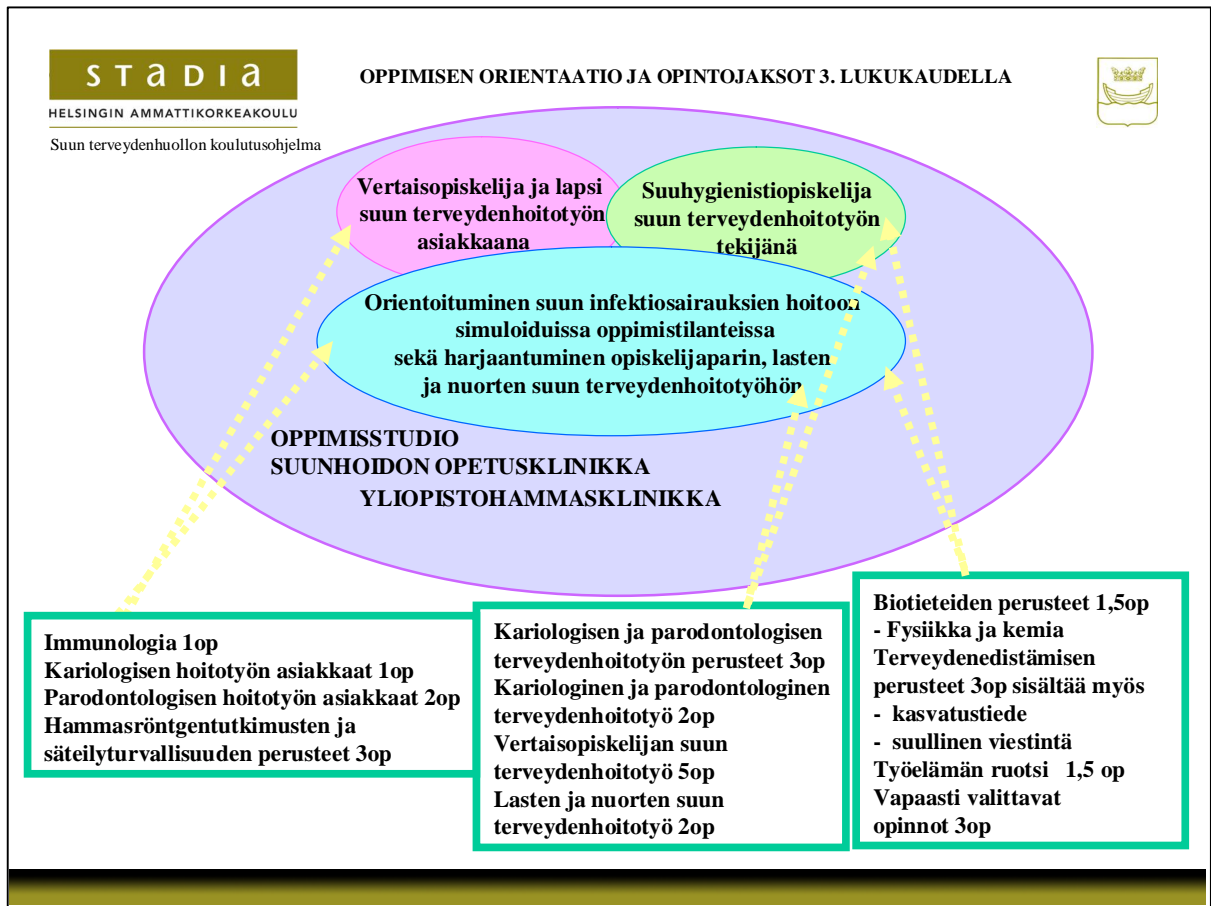 STADIA
HELSINGIN AMMATTIKORKEAKOULU
Suun terveydenhuollon koulutusohjelma
OPPIMISEN ORIENTAATIO JA OPINTOJAKSOT 3. LUKUKAUDELLA
Vertaisopiskelija ja lapsi
suun terveydenhoitotyön
asiakkaana
Suuhygienistiopiskelija
suun terveydenhoitotyön
tekijänä
Orientoituminen suun infektiosairauksien hoitoon
simuloiduissa oppimistilanteissa
sekä harjaantuminen opiskelijaparin, lasten
ja nuorten suun terveydenhoitotyöhön
OPPIMISSTUDIO
SUUNHOIDON OPETUSKLINIKKA
YLIOPISTOHAMMASKLINIKKA
Immunologia 1op
Kariologisen hoitotyön asiakkaat 1op
Parodontologisen hoitotyön asiakkaat 2op
Hammasröntgentutkimusten ja
säteilyturvallisuuden perusteet 3op
Kariologisen ja parodontologisen
terveydenhoitotyön perusteet 3op
Kariologinen ja parodontologinen
terveydenhoitotyö 2op
Vertaisopiskelijan suun
terveydenhoitotyö 5op
Lasten ja nuorten suun
terveydenhoitotyö 2op
Biotieteiden perusteet 1,5op
- Fysiikka ja kemia
Terveydenedistämisen
perusteet 3op sisältää myös
- kasvatustiede
- suullinen viestintä
Työelämän ruotsi 1,5 op
Vapaasti valittavat
opinnot 3op